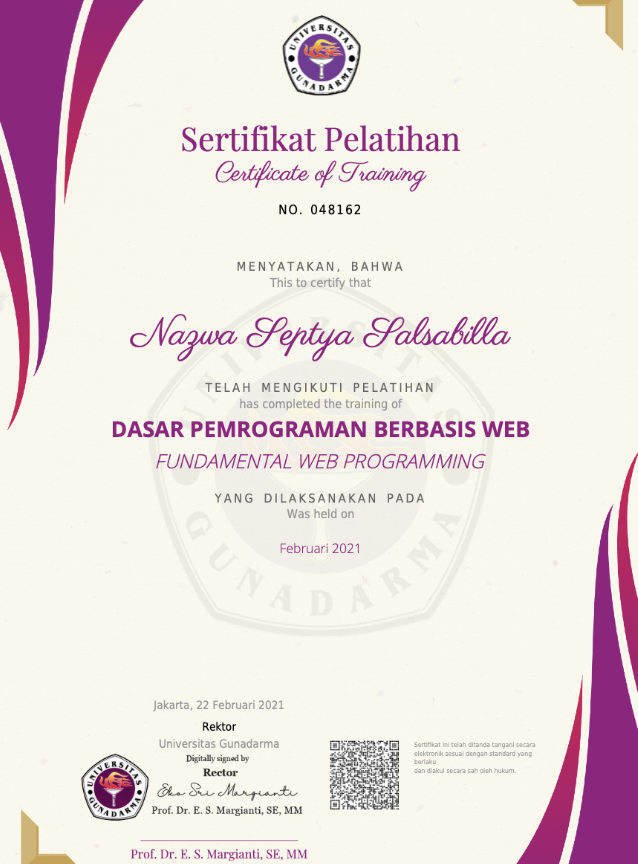 UNIVERSITAS
GUNADARMA
Sertifikat Pelatihan
Certificate of Training
NO. 048162
MENYATAKAN, BAHWA
This to certify that
Nazwa Septya Salsabilla
TELAH MENGIKUTI PELATIHAN
has completed the training of
DASAR PEMROGRAMAN BERBASIS WEB
FUNDAMENTAL WEB PROGRAMMING
YANG DILAKSANAKAN PADA
Was held on
Februari 2021
UNIVERSITAS
GUNADARMA
Jakarta, 22 Februari 2021
Rektor
Universitas Gunadarma
Digitally signed by
Rector
Eko Sri Margianti
Prof. Dr. E. S. Margianti, SE, MM
UNIVERSITAS
GUNADARMA
Prof. Dr. E. S. Margianti, SE, MM
Sertifikat ini telah ditanda tangani secara
elektronik sesuai dengan standard yang
berlaku
dan diakui secara sah oleh hukum.